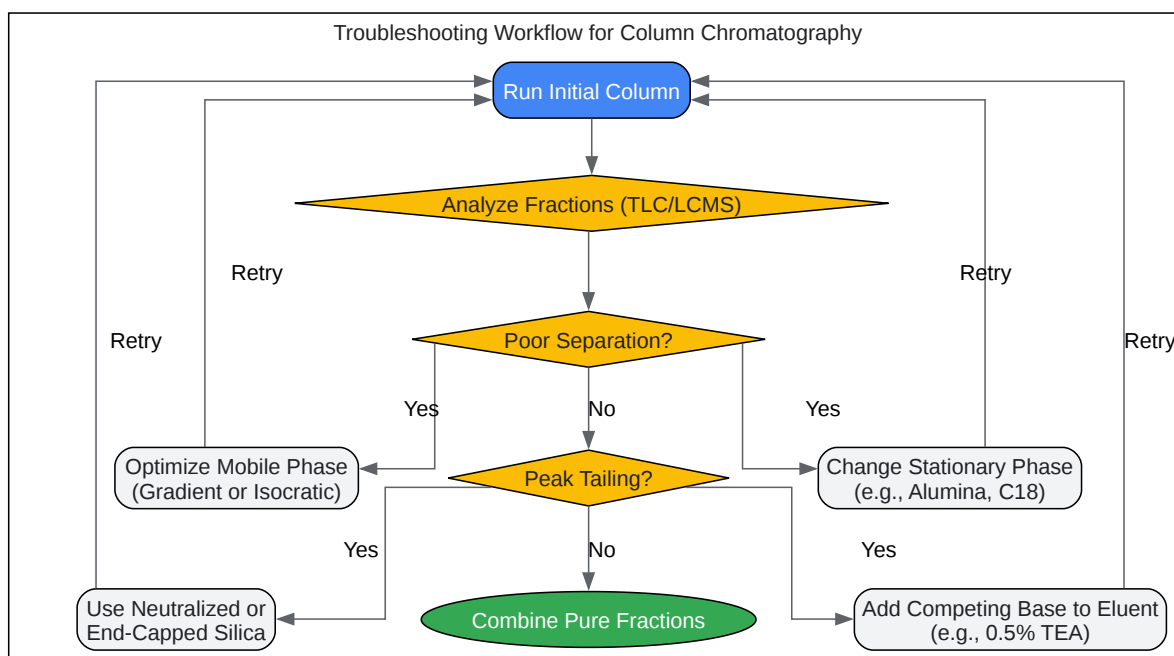 Troubleshooting Workflow for Column Chromatography
Run Initial Column
Analyze Fractions (TLC/LCMS)
Retry
Retry
Retry
Retry
Poor Separation?
Yes
No
Yes
Optimize Mobile Phase
(Gradient or Isocratic)
Peak Tailing?
Change Stationary Phase
(e.g., Alumina, C18)
Yes
No
Yes
Use Neutralized or
End-Capped Silica
Combine Pure Fractions
Add Competing Base to Eluent
(e.g., 0.5% TEA)